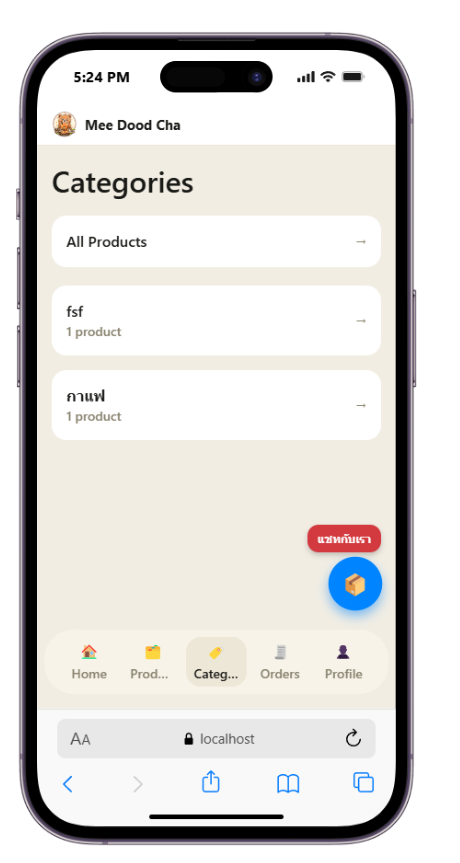 5:24 PM
Mee Dood Cha
Categories
All Products →
fsf
1 product
→
กาแฟ
1 product
→
แชทกับเรา
Home Prod... Categ... Orders Profile
AA localhost